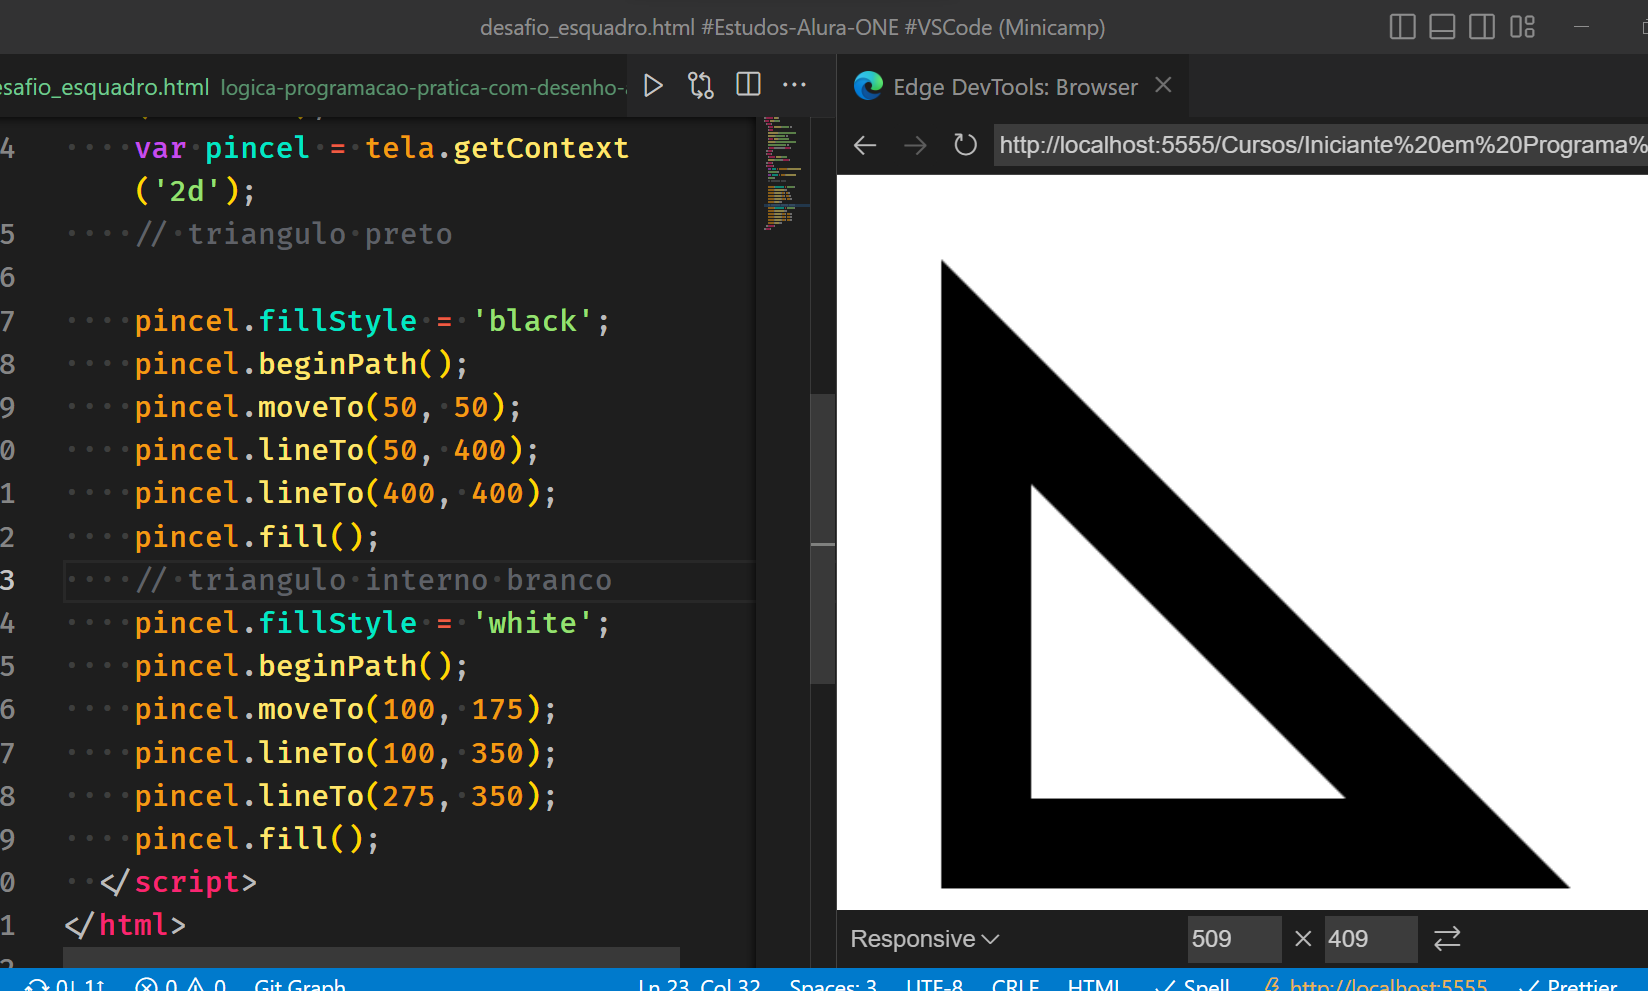 desafio_esquadro.html #Estudos-Alura-ONE #VSCode (Minicamp)
esafio_esquadro.html logica-programacao-pratica-com-desenho-
Edge DevTools: Browser
http://localhost:5555/Cursos/Iniciante%20em%20Programa%
4 var pincel = tela.getContext
('2d');
5 // triangulo preto
6
7 pincel.fillStyle = 'black';
8 pincel.beginPath();
9 pincel.moveTo(50, 50);
0 pincel.lineTo(50, 400);
1 pincel.lineTo(400, 400);
2 pincel.fill();
3 // triangulo interno branco
4 pincel.fillStyle = 'white';
5 pincel.beginPath();
6 pincel.moveTo(100, 175);
7 pincel.lineTo(100, 350);
8 pincel.lineTo(275, 350);
9 pincel.fill();
0 </script>
1 </html>
2
Responsive 509 × 409
0↓ 1↑ 0 0 Git Graph Ln 23, Col 32 Spaces: 3 UTF-8 CRLF HTML Spell http://localhost:5555 Prettier